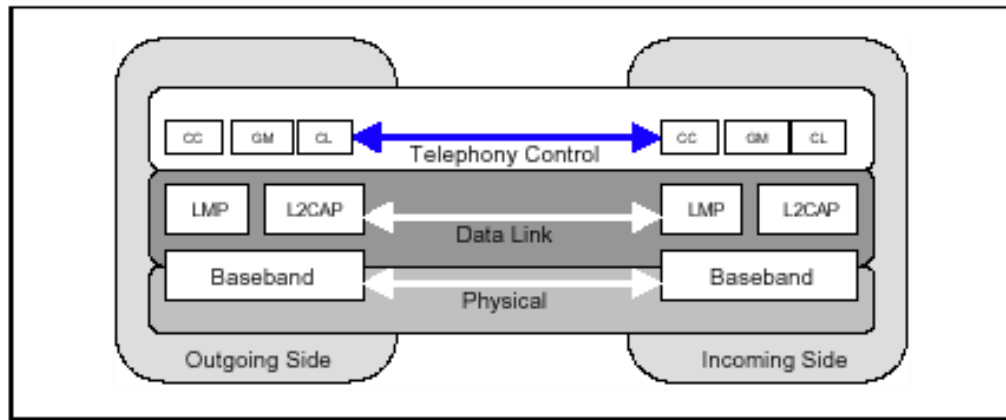 CC GM CL CC GM CL
Telephony Control
LMP L2CAP LMP L2CAP
Data Link
Baseband Baseband
Physical
Outgoing Side Incoming Side